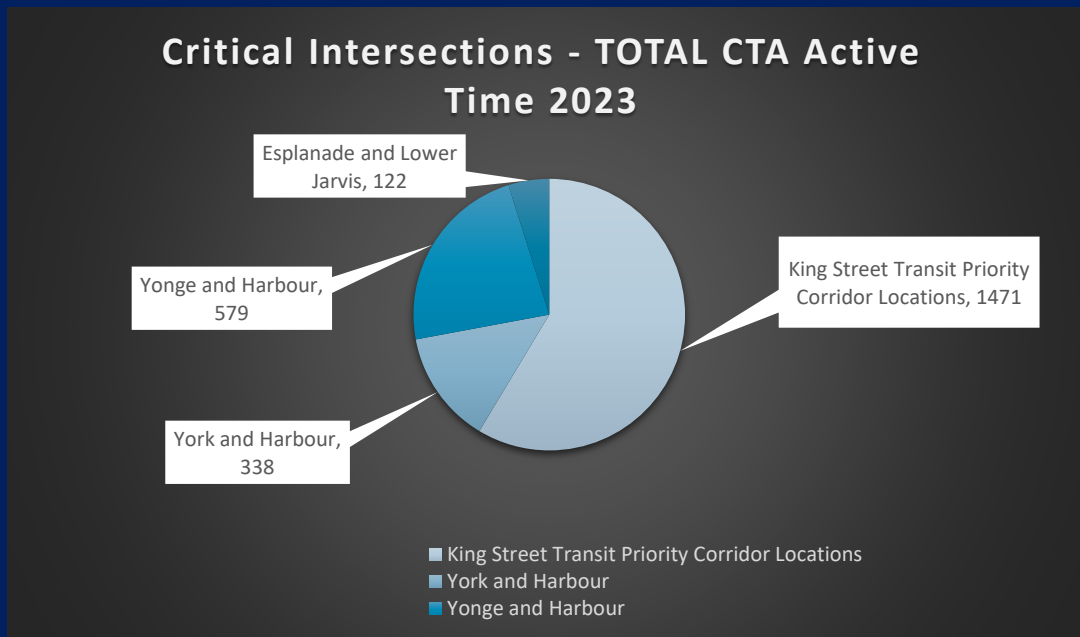 Critical Intersections - TOTAL CTA Active
Time 2023
Esplanade and Lower
Jarvis, 122
King Street Transit Priority
Corridor Locations, 1471
Yonge and Harbour,
579
York and Harbour,
338
King Street Transit Priority Corridor Locations
York and Harbour
Yonge and Harbour